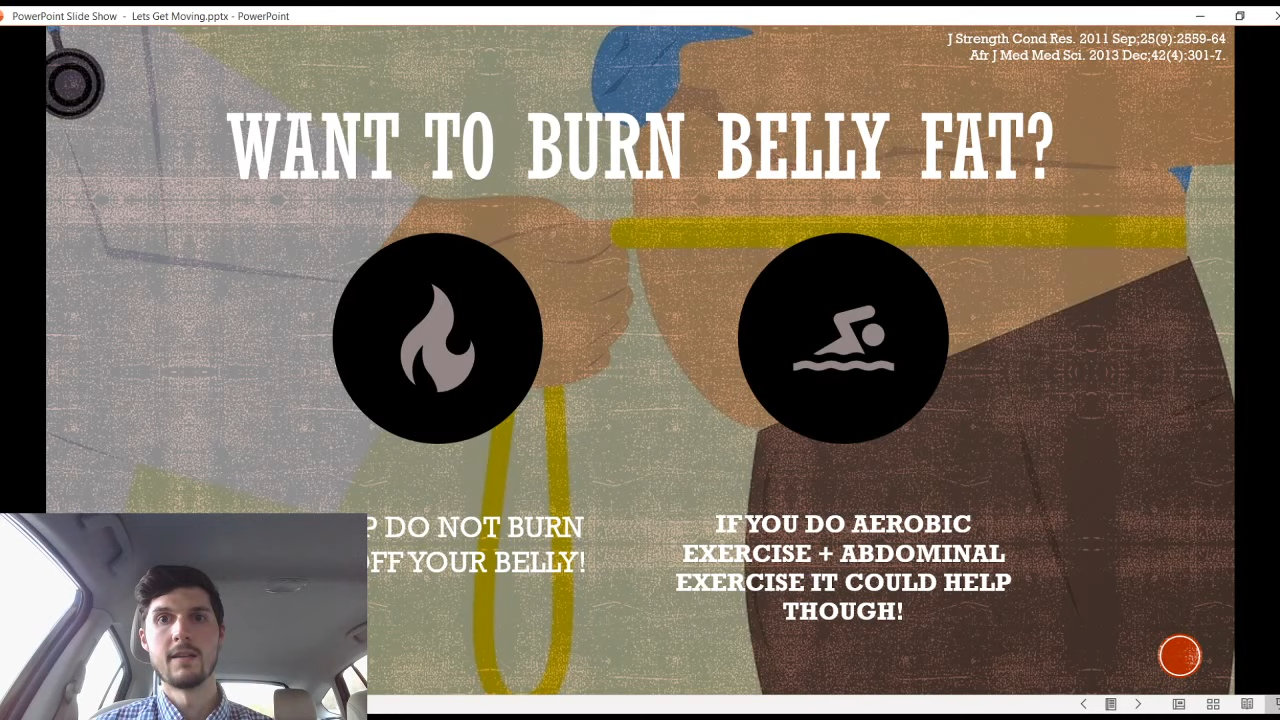 PowerPoint Slide Show - Lets Get Moving.pptx - PowerPoint
J Strength Cond Res. 2011 Sep;25(9):2559-64
Afr J Med Med Sci. 2013 Dec;42(4):301-7.
WANT TO BURN BELLY FAT?
DO NOT BURN
YOUR BELLY!
IF YOU DO AEROBIC
EXERCISE + ABDOMINAL
EXERCISE IT COULD HELP
THOUGH!